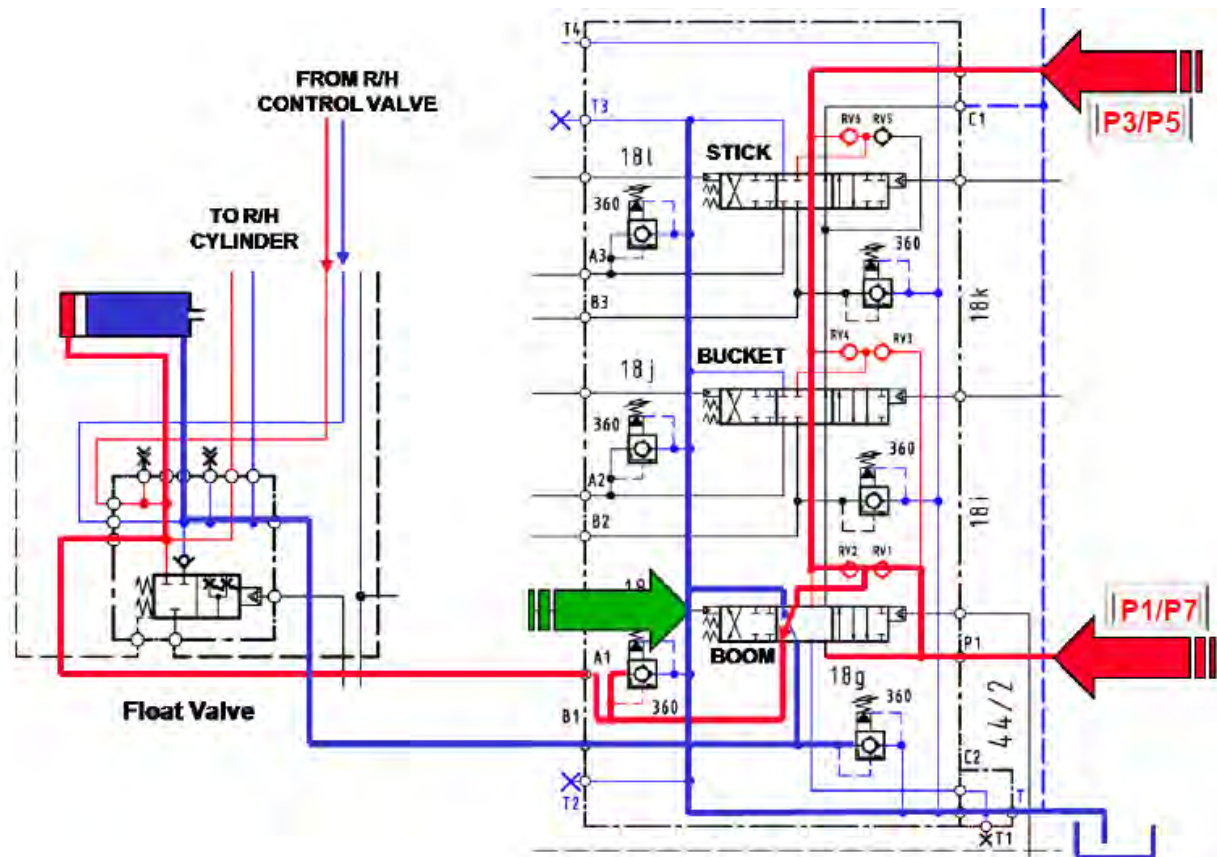 T4
FROM R/H
CONTROL VALVE
P3/P5
T3
C1
RV6 RV5
STICK
18l
TO R/H
CYLINDER
360
A3
360
B3
18k
RV4 RV3
BUCKET
18j
360
360
A2
18i
B2
RV2 RV1
P1/P7
18
BOOM
P1
A1
18g
360
360
Float Valve
B1
44/2
C2
T2
T
T1